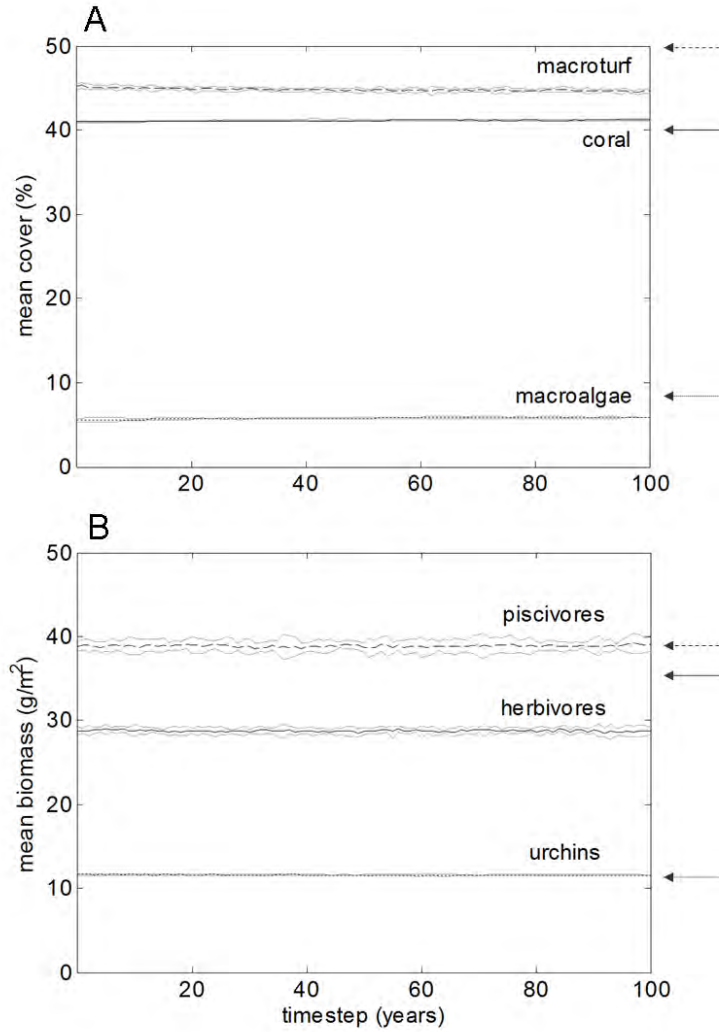 A
50
macroturf
40
coral
mean cover (%)
30
20
10
macroalgae
0
20 40 60 80 100
B
50
piscivores
40
mean biomass (g/m²)
herbivores
30
20
urchins
10
0
20 40 60 80 100
timestep (years)